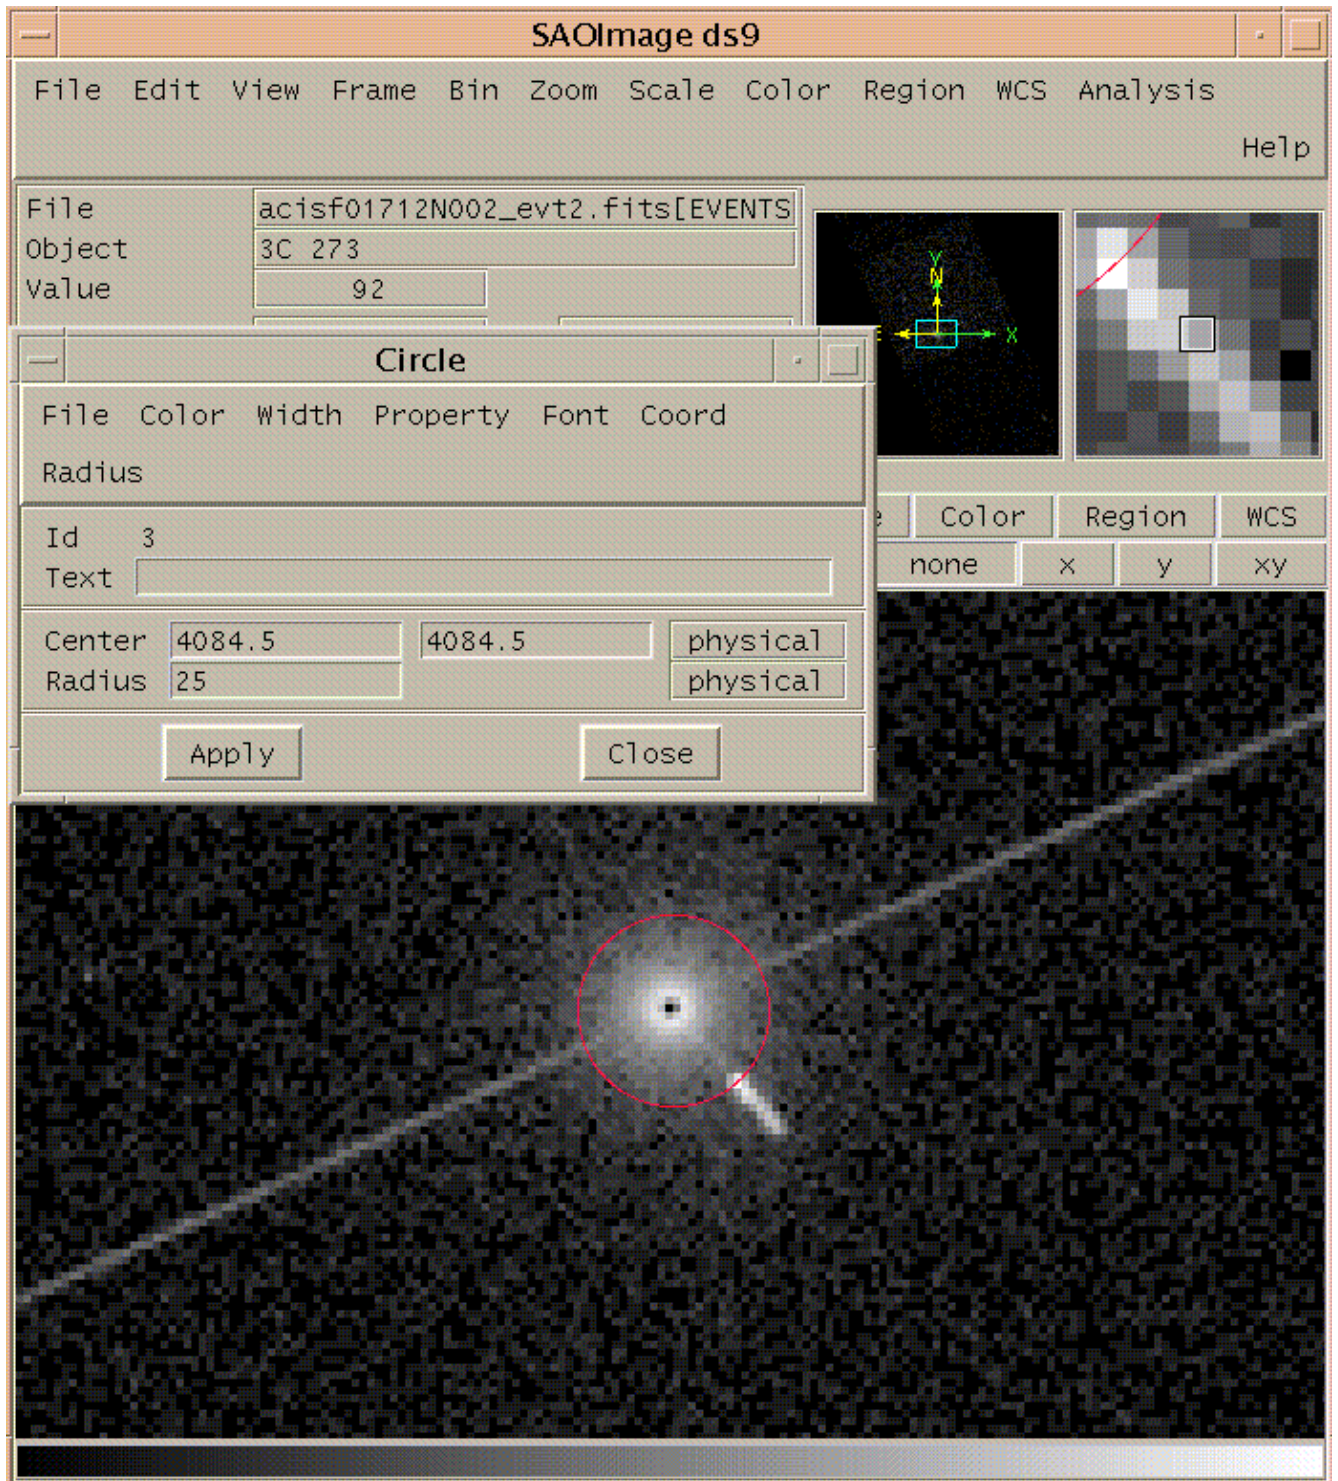 SAOImage ds9
File Edit View Frame Bin Zoom Scale Color Region WCS Analysis
Help
File acisf01712N002_evt2.fits[EVENTS
Object 3C 273
Value 92
Y
N
X
Circle
File Color Width Property Font Coord
Radius
Color Region WCS
none x y xy
Id 3
Text
Center 4084.5 4084.5 physical
Radius 25 physical
Apply Close